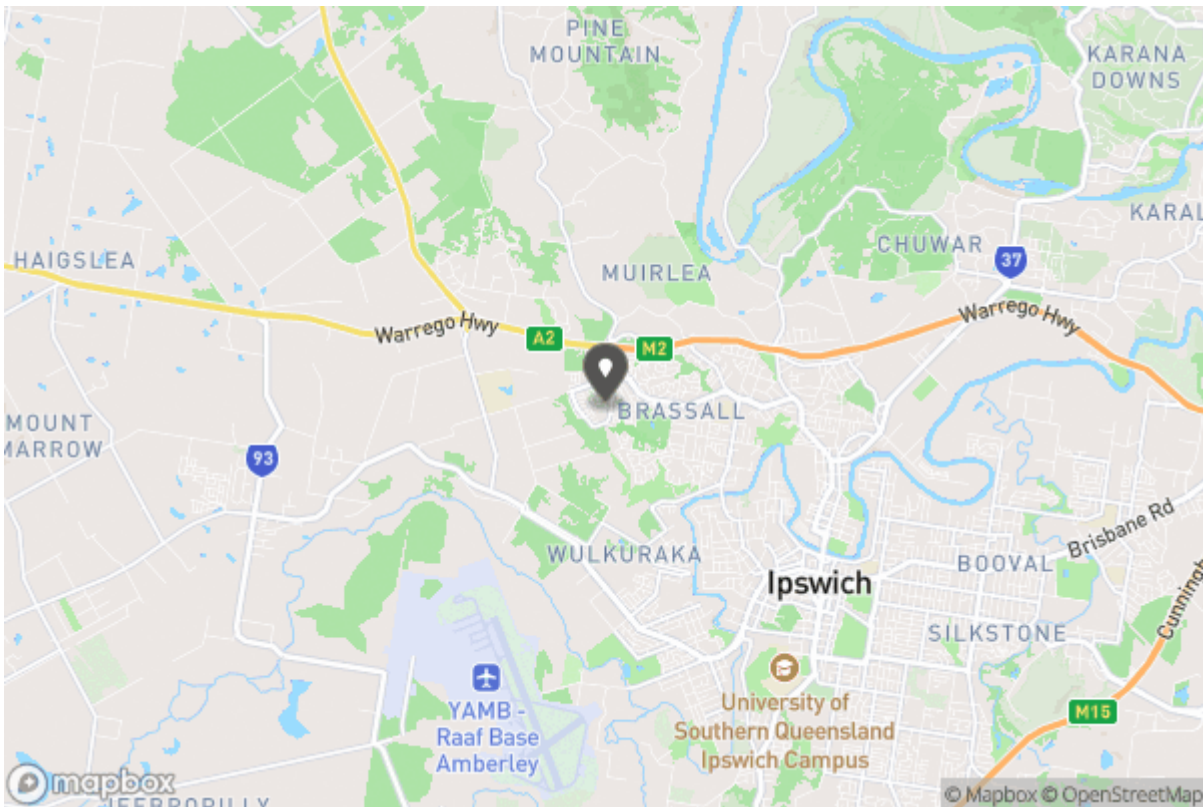 PINE
MOUNTAIN
KARANA
DOWNS
KARAL
CHUWAR
37
HAIGSLEA
MUIRLEA
Warrego Hwy
Warrego Hwy
A2
M2
BRASSALL
MOUNT
MARROW
93
Brisbane Rd
WULKURAKA
BOOVAL
Ipswich
Cunningh
SILKSTONE
YAMB -
Raaf Base
Amberley
University of
Southern Queensland
Ipswich Campus
M15
mapbox
JEEBROPILLY
© Mapbox © OpenStreetMap